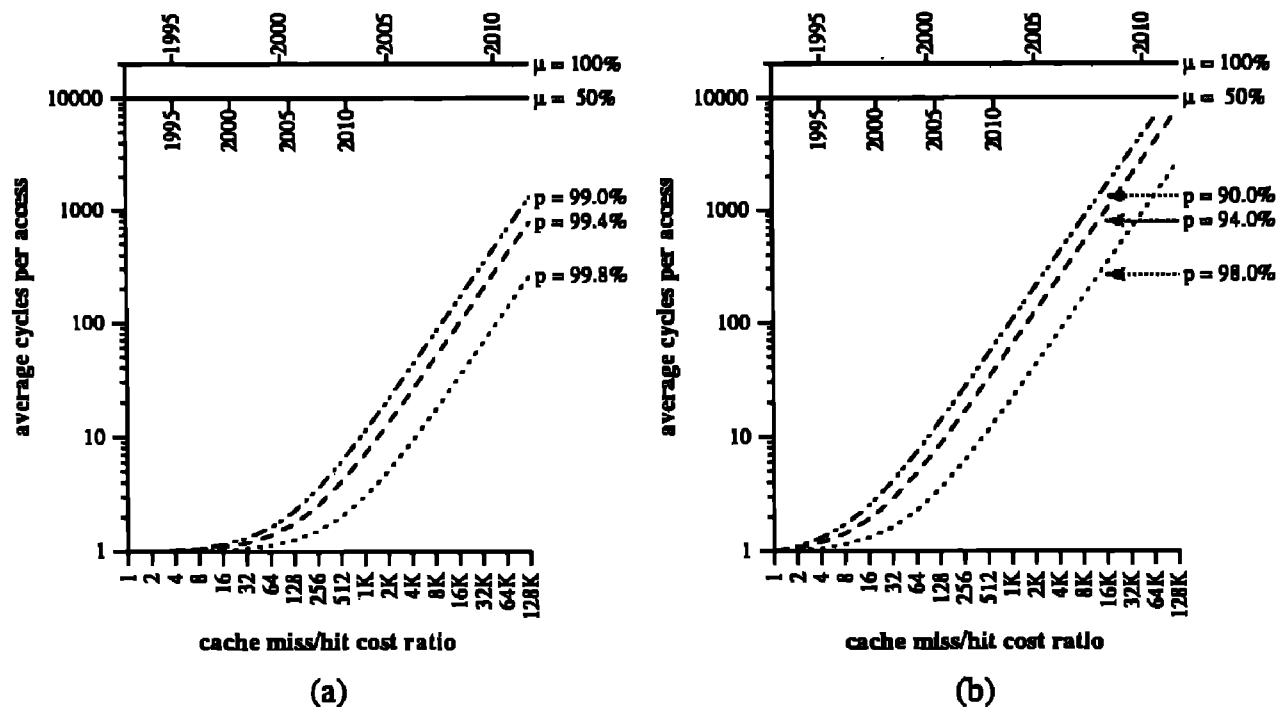 1995 2000 2005 2010
μ = 100%
μ = 50%
1995 2000 2005 2010
10000
1000
100
10
1
average cycles per access
p = 99.0%
p = 99.4%
p = 99.8%
1 2 4 8 16 32 64 128 256 512 1K 2K 4K 8K 16K 32K 64K 128K
cache miss/hit cost ratio
(a)
1995 2000 2005 2010
μ = 100%
μ = 50%
1995 2000 2005 2010
10000
1000
100
10
1
average cycles per access
p = 90.0%
p = 94.0%
p = 98.0%
1 2 4 8 16 32 64 128 256 512 1K 2K 4K 8K 16K 32K 64K 128K
cache miss/hit cost ratio
(b)